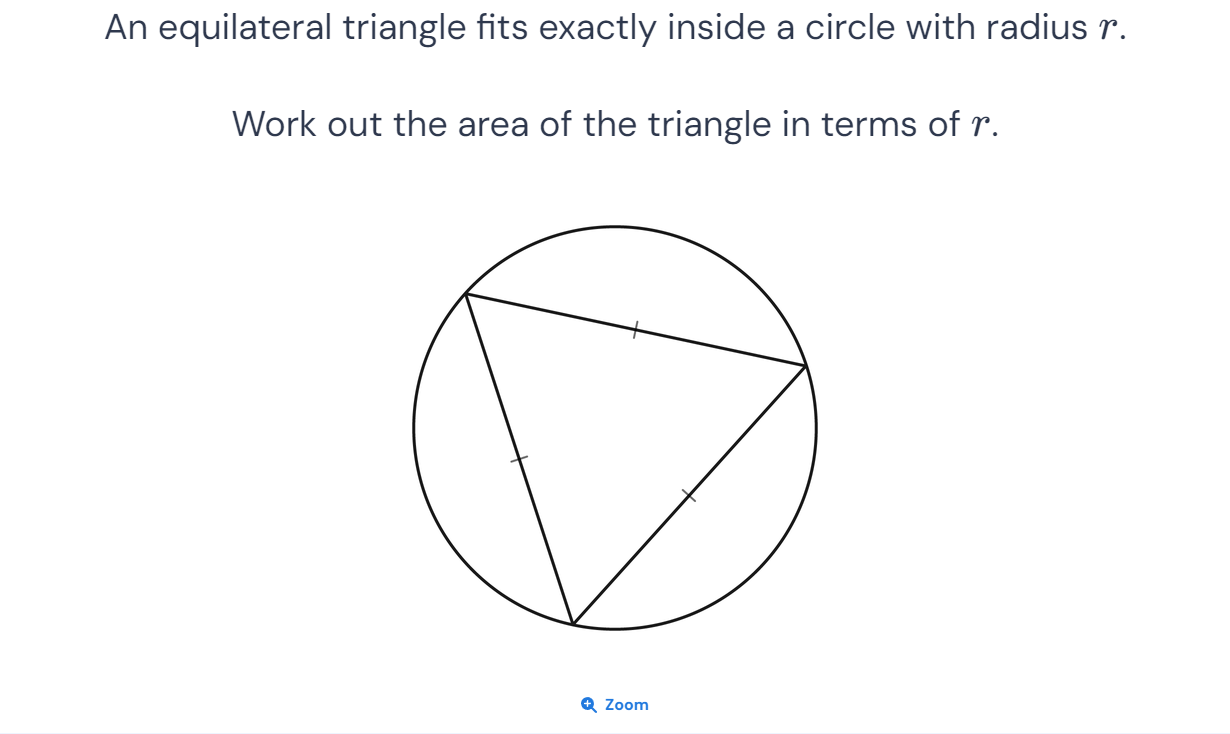 An equilateral triangle fits exactly inside a circle with radius r.
Work out the area of the triangle in terms of r.
Zoom